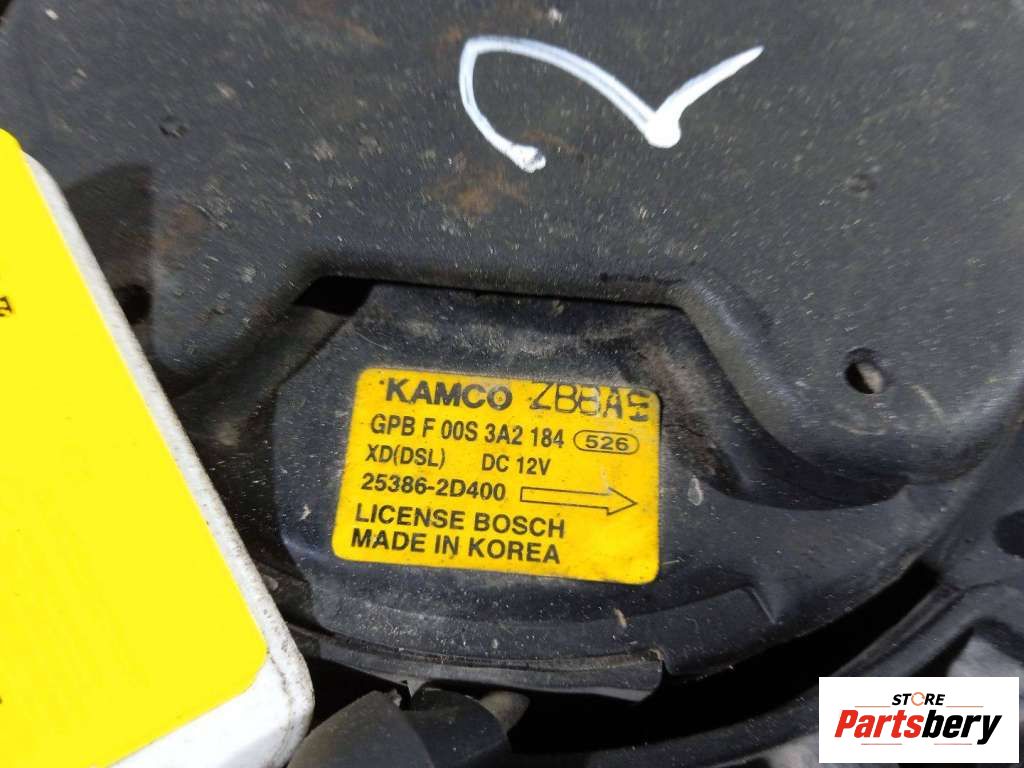 KAMCO ZB8A5
GPB F 00S 3A2 184 526
XD(DSL) DC 12V
25386-2D400
LICENSE BOSCH
MADE IN KOREA
STORE
Partsbery